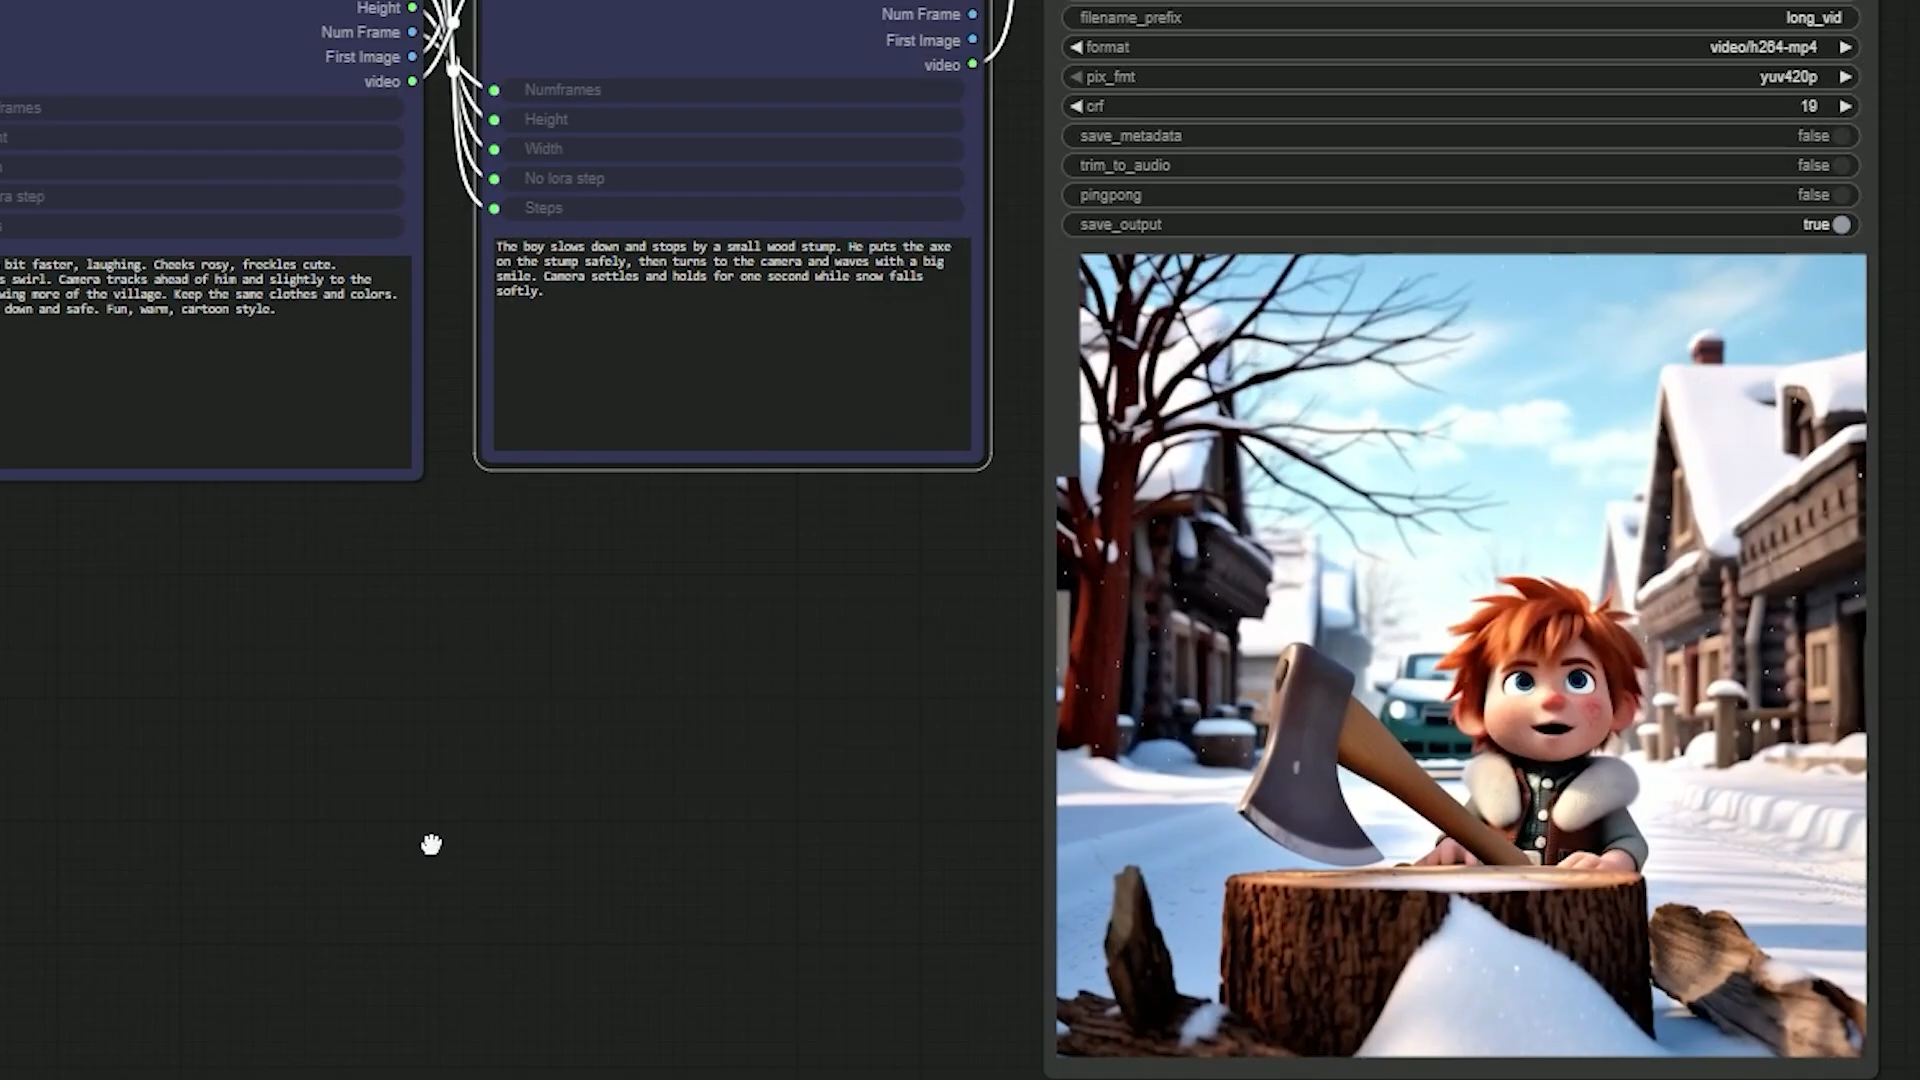 Height
Num Frame
First Image
video
rames
ra step
bit faster, laughing. Cheeks rosy, freckles cute.
s swirl. Camera tracks ahead of him and slightly to the
wing more of the village. Keep the same clothes and colors.
down and safe. Fun, warm, cartoon style.
Num Frame
First Image
video
Numframes
Height
Width
No lora step
Steps
The boy slows down and stops by a small wood stump. He puts the axe
on the stump safely, then turns to the camera and waves with a big
smile. Camera settles and holds for one second while snow falls
softly.
filename_prefix long_vid
format video/h264-mp4
pix_fmt yuv420p
crf 19
save_metadata false
trim_to_audio false
pingpong false
save_output true